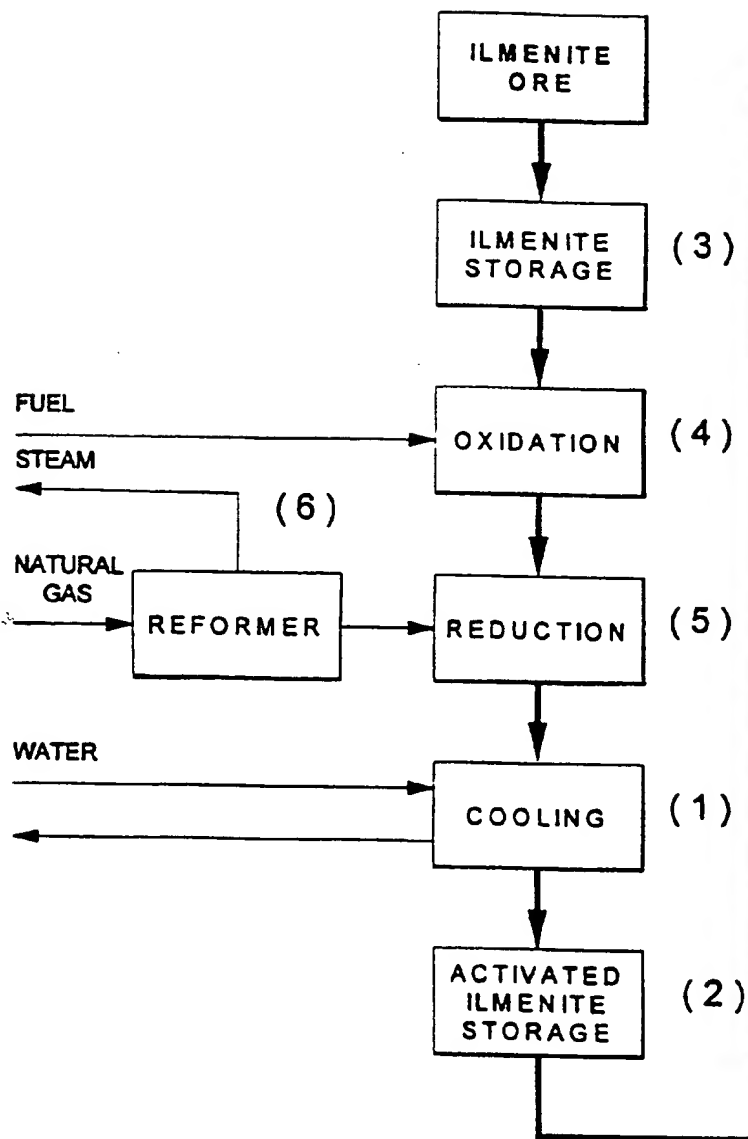 ILMENITE
ORE
ILMENITE
STORAGE
(3)
FUEL
OXIDATION
(4)
STEAM
(6)
NATURAL
GAS
REFORMER
REDUCTION
(5)
WATER
COOLING
(1)
ACTIVATED
ILMENITE
STORAGE
(2)